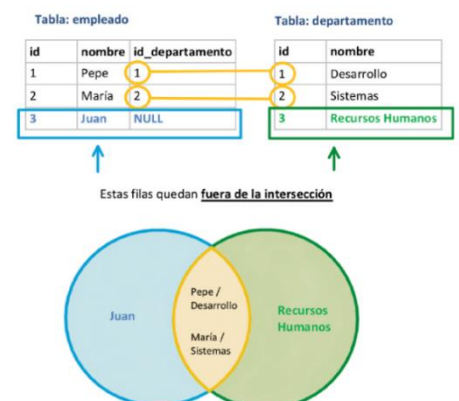 Tabla: empleado
Tabla: departamento
id nombre id_departamento
id nombre
1 Pepe 1
1 Desarrollo
2 María 2
2 Sistemas
3 Juan NULL
3 Recursos Humanos
Estas filas quedan fuera de la intersección
Juan
Pepe /
Desarrollo
María /
Sistemas
Recursos
Humanos